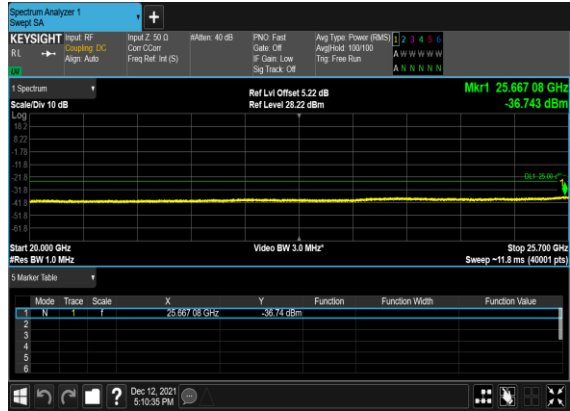 Spectrum Analyzer 1
Swept SA
KEYSIGHT Input: RF Input Z: 50 Ω #Atten: 40 dB PNO: Fast Avg Type: Power (RMS) 1 2 3 4 5 6
RL Coupling: DC Corr CCorr Gate: Off Avg|Hold: 100/100 A W W W W W
Align: Auto Freq Ref: Int (S) IF Gain: Low Trig: Free Run
Sig Track: Off A N N N N N
1 Spectrum Ref Lvl Offset 5.22 dB Mkr1 25.667 08 GHz
Scale/Div 10 dB Ref Level 28.22 dBm -36.743 dBm
Log
18.2
8.22
-1.78
-11.8
-21.8
DL1 -25.00
1
-31.8
-41.8
-51.8
-61.8
Start 20.000 GHz Video BW 3.0 MHz* Stop 25.700 GHz
#Res BW 1.0 MHz Sweep ~11.8 ms (40001 pts)
5 Marker Table
Mode Trace Scale X Y Function Function Width Function Value
1 N 1 f 25.667 08 GHz -36.74 dBm
2
3
4
5
6
? Dec 12, 2021
5:10:35 PM